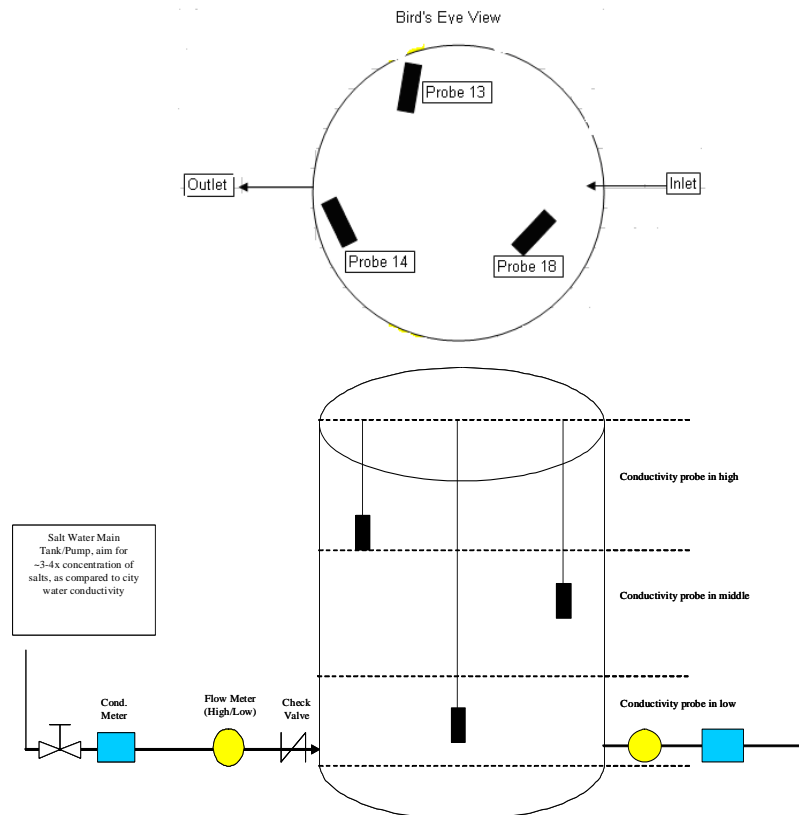 Bird's Eye View
Probe 13
Outlet
Inlet
Probe 14
Probe 18
Conductivity probe in high
Salt Water Main
Tank/Pump, aim for
~3-4x concentration of
salts, as compared to city
water conductivity
Conductivity probe in middle
Cond.
Meter
Flow Meter
(High/Low)
Check
Valve
Conductivity probe in low